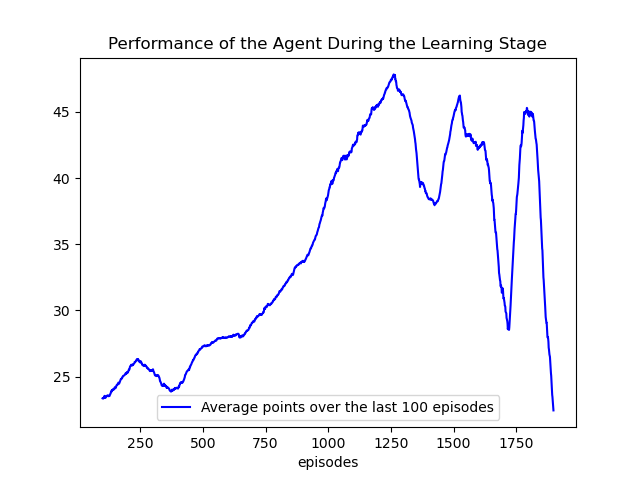 Performance of the Agent During the Learning Stage
45
40
35
30
25
Average points over the last 100 episodes
250 500 750 1000 1250 1500 1750
episodes